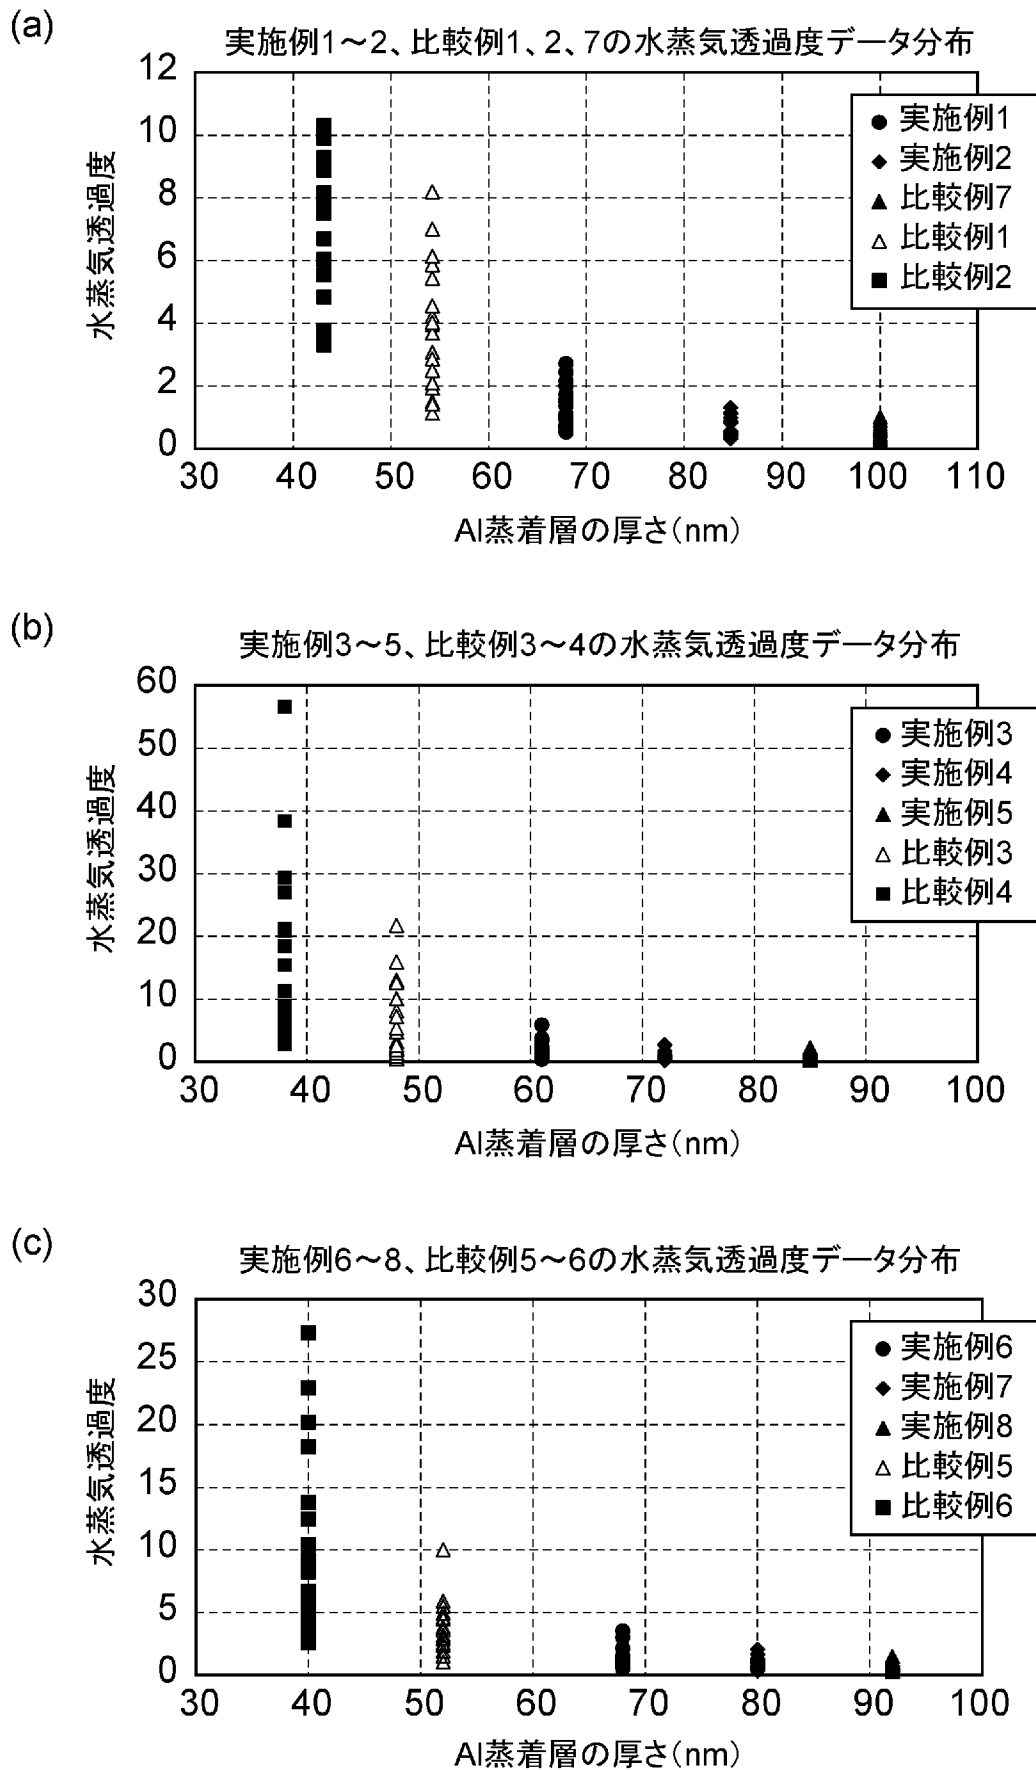 (a)
実施例1～2、比較例1、2、7の水蒸気透過度データ分布
水蒸気透過度
12
10
8
6
4
2
0
30 40 50 60 70 80 90 100 110
Al蒸着層の厚さ(nm)
実施例1
実施例2
比較例7
比較例1
比較例2
(b)
実施例3～5、比較例3～4の水蒸気透過度データ分布
水蒸気透過度
60
50
40
30
20
10
0
30 40 50 60 70 80 90 100
Al蒸着層の厚さ(nm)
実施例3
実施例4
実施例5
比較例3
比較例4
(c)
実施例6～8、比較例5～6の水蒸気透過度データ分布
水蒸気透過度
30
25
20
15
10
5
0
30 40 50 60 70 80 90 100
Al蒸着層の厚さ(nm)
実施例6
実施例7
実施例8
比較例5
比較例6